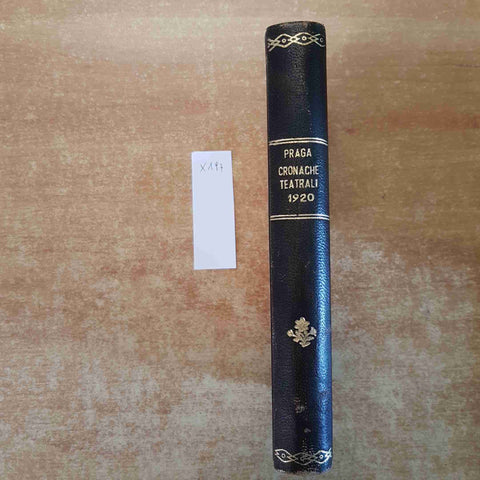 PRAGA
CRONACHE
TEATRALI
1920